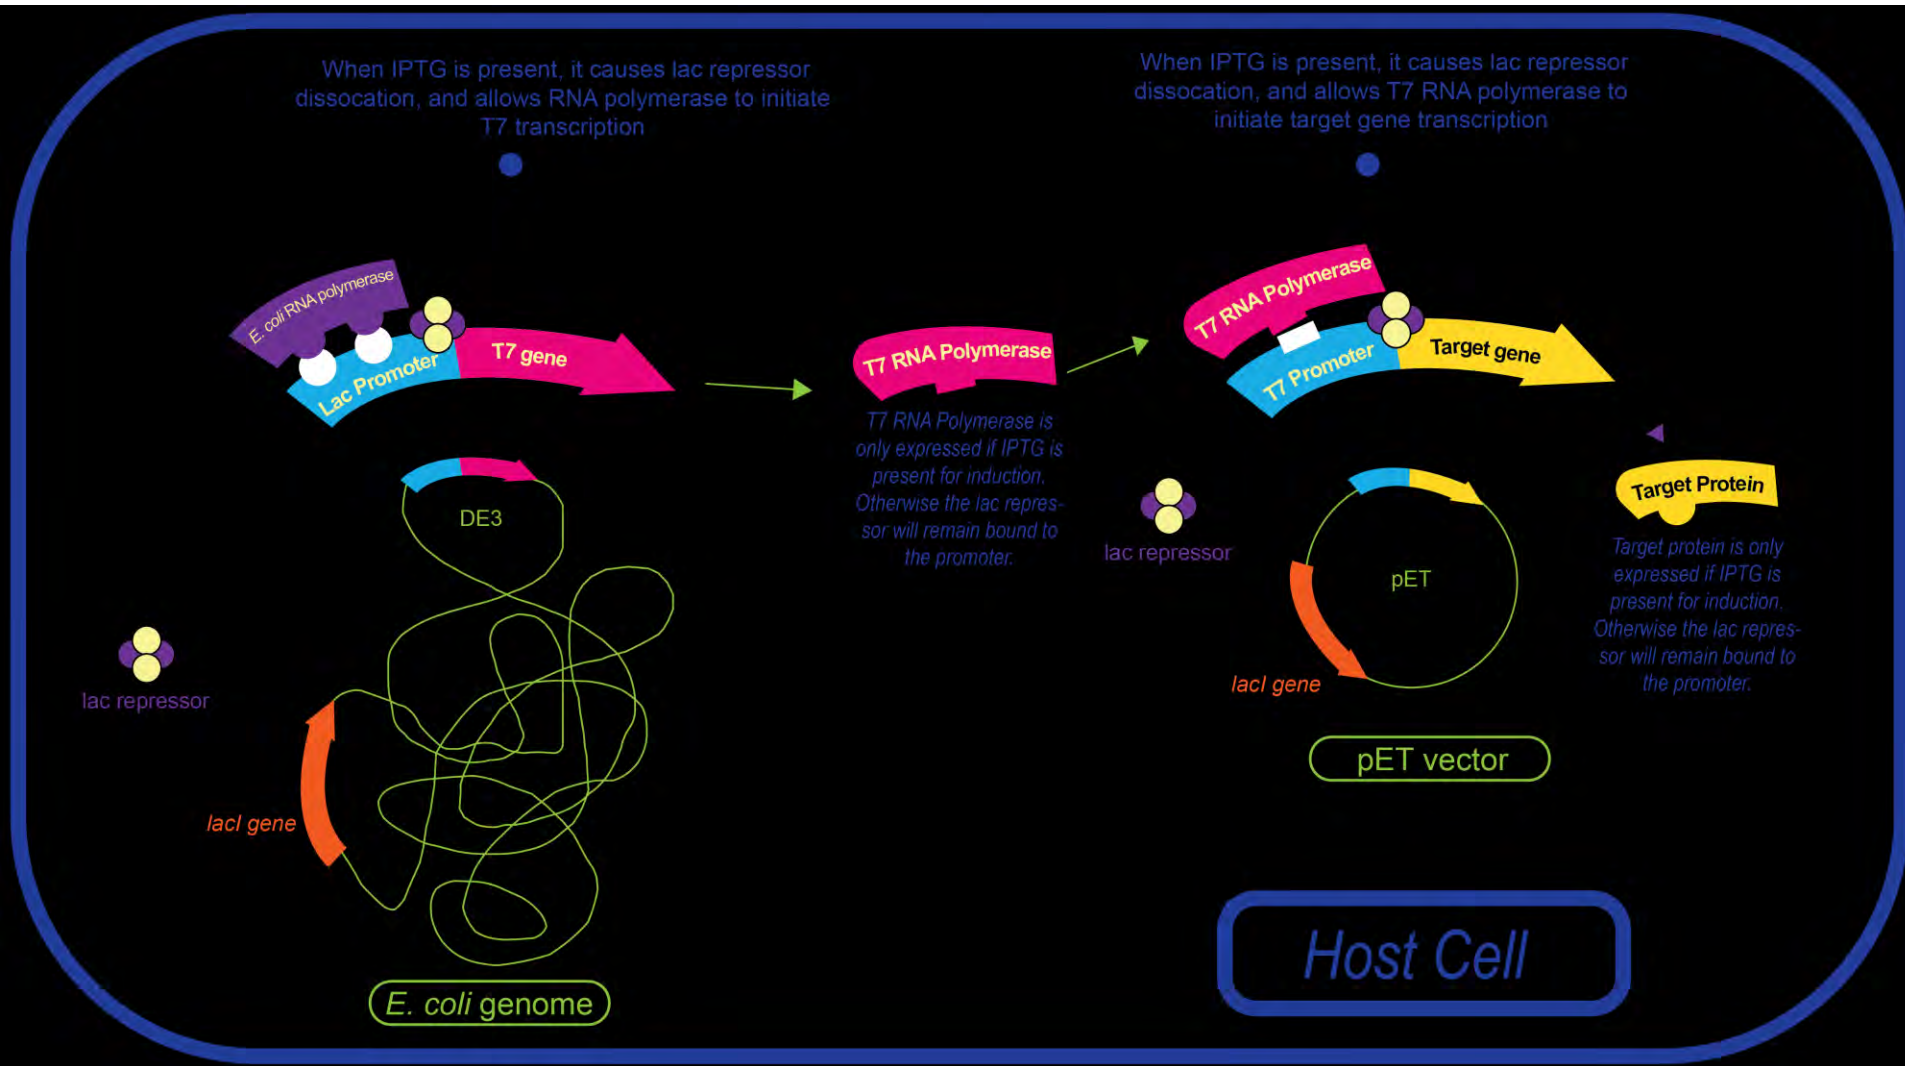 When IPTG is present, it causes lac repressor
dissocation, and allows RNA polymerase to initiate
T7 transcription
When IPTG is present, it causes lac repressor
dissocation, and allows T7 RNA polymerase to
initiate target gene transcription
E. coli RNA polymerase
Lac Promoter
T7 gene
T7 RNA Polymerase
T7 RNA Polymerase is
only expressed if IPTG is
present for induction.
Otherwise the lac repres-
sor will remain bound to
the promoter.
T7 RNA Polymerase
T7 Promoter
Target gene
DE3
lac repressor
lacI gene
E. coli genome
lac repressor
pET
lacI gene
pET vector
Target Protein
Target protein is only
expressed if IPTG is
present for induction.
Otherwise the lac repres-
sor will remain bound to
the promoter.
Host Cell